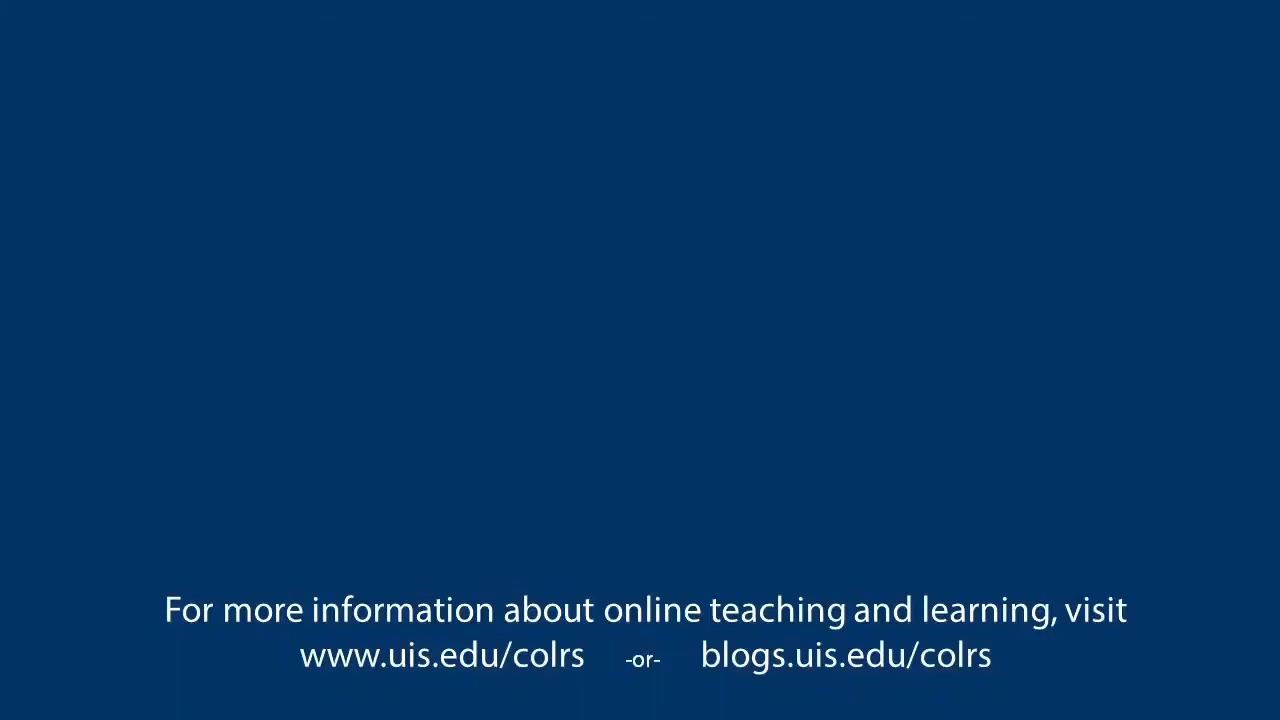 For more information about online teaching and learning, visit
www.uis.edu/colrs -or- blogs.uis.edu/colrs